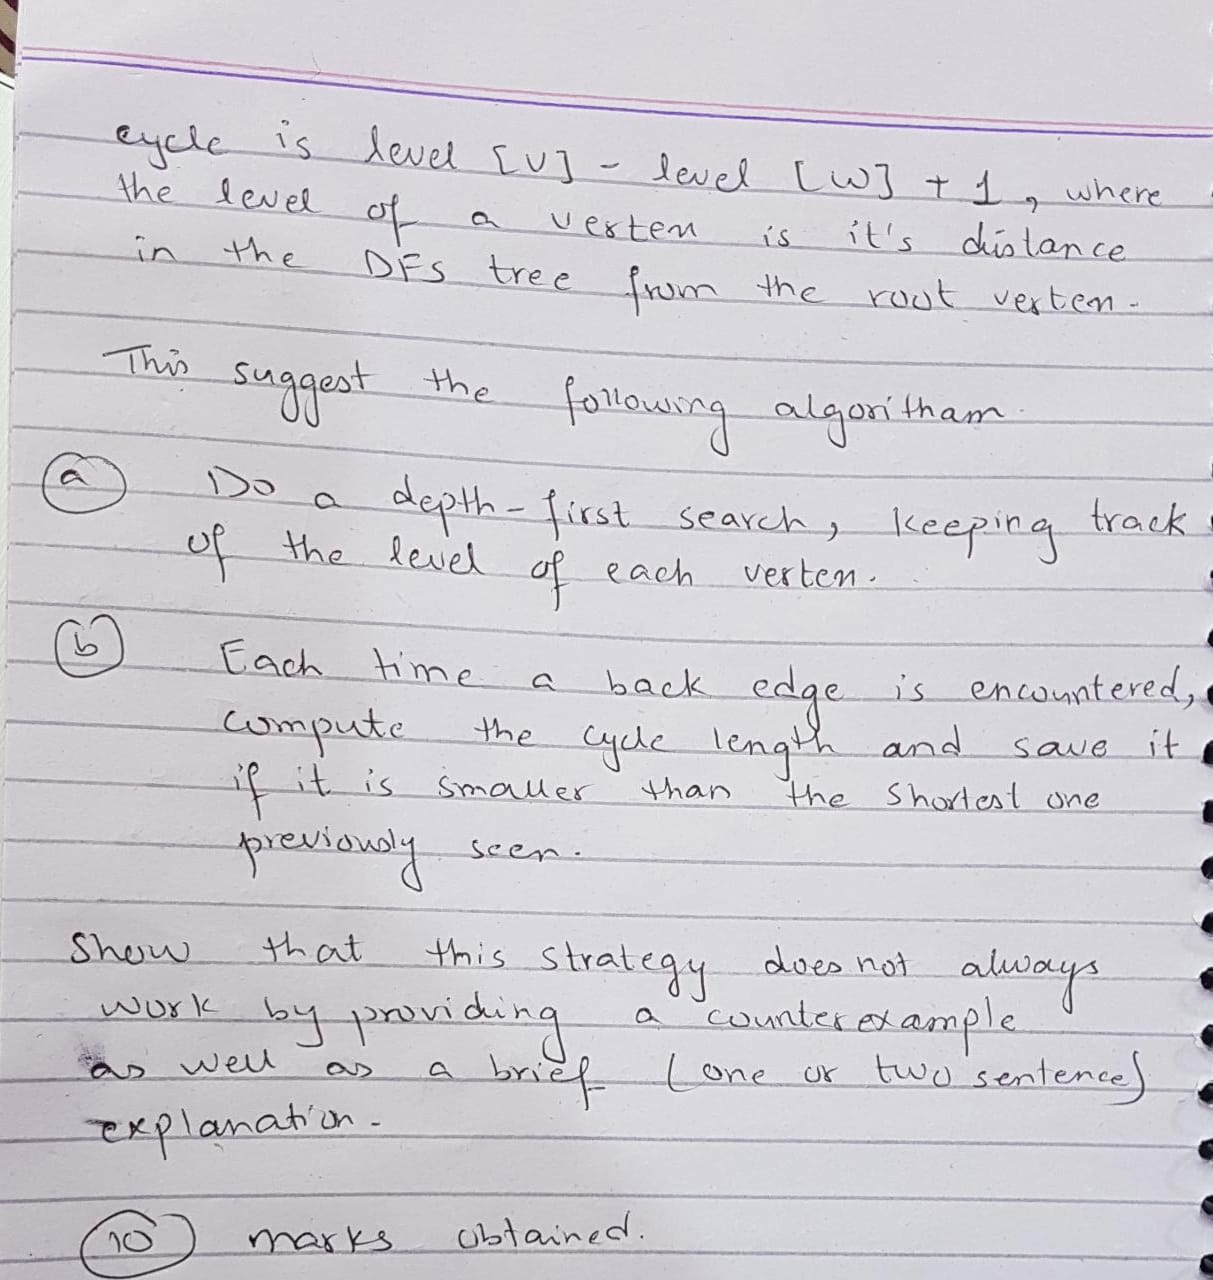 cycle is level [v] - level [w] + 1, where
the level of a verten is it's distance
in the DFS tree from the root verten.
This suggest the following algoritham.
(a) Do a depth-first search, keeping track
of the level of each verten.
(b) Each time a back edge is encountered,
compute the cycle length and save it
if it is smaller than the shortest one
previously seen.
Show that this strategy does not always
work by providing a counterexample
as well as a brief (one or two sentence)
explanation.
(10) marks obtained.